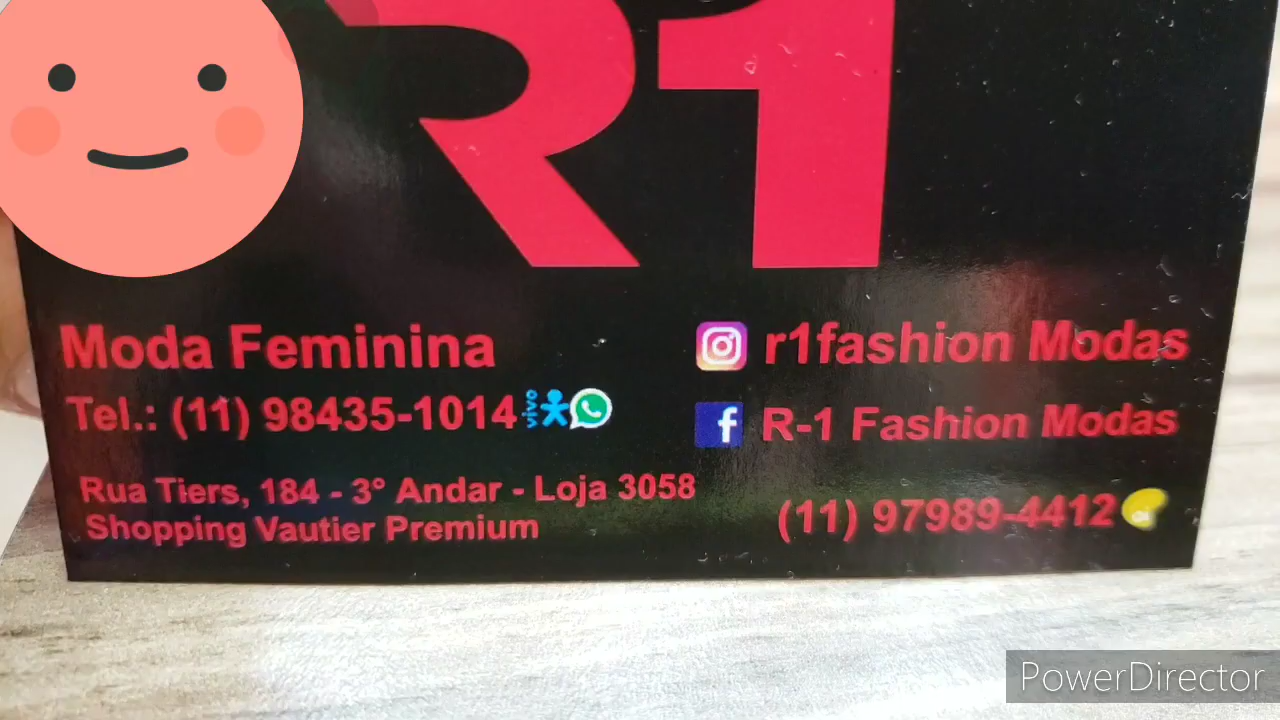 R1
Moda Feminina
Tel.: (11) 98435-1014 vivo
Rua Tiers, 184 - 3° Andar - Loja 3058
Shopping Vautier Premium
r1fashion Modas
f R-1 Fashion Modas
(11) 97989-4412
PowerDirector